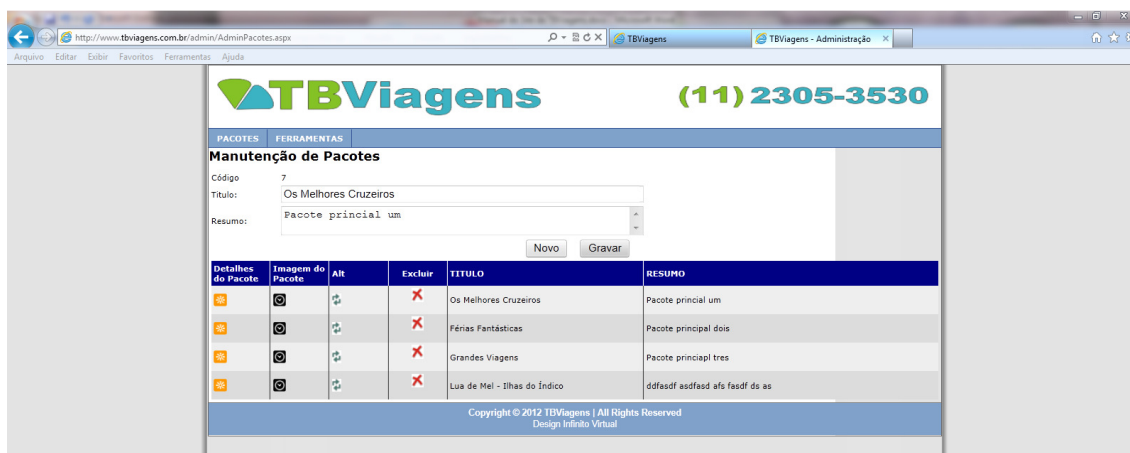 http://www.tbviagens.com.br/admin/AdminPacotes.aspx
TBViagens
TBViagens - Administração
Arquivo Editar Exibir Favoritos Ferramentas Ajuda
TBViagens (11) 2305-3530
PACOTES FERRAMENTAS
Manutenção de Pacotes
Código 7
Titulo: Os Melhores Cruzeiros
Resumo: Pacote princial um
Novo Gravar
Detalhes do Pacote Imagem do Pacote Alt Excluir TITULO RESUMO
Os Melhores Cruzeiros Pacote princial um
Férias Fantásticas Pacote principal dois
Grandes Viagens Pacote princiapl tres
Lua de Mel - Ilhas do Índico ddfasdf asdfasd afs fasdf ds as
Copyright © 2012 TBViagens | All Rights Reserved
Design Infinito Virtual